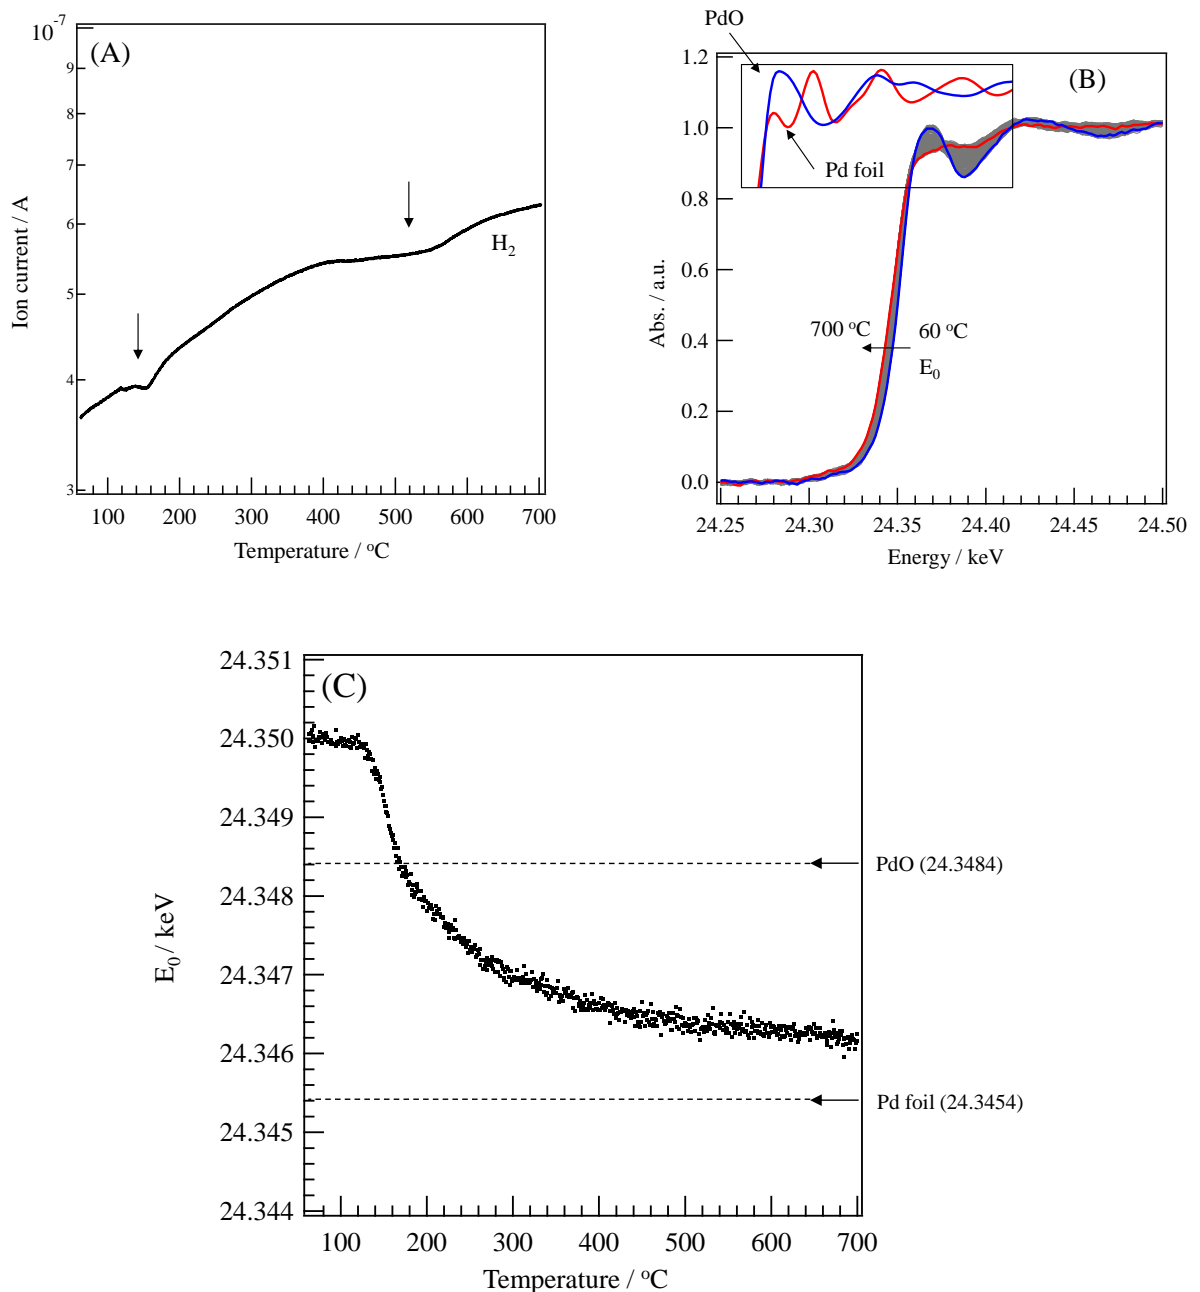 (A)
10-7
9
8
7
6
5
4
3
H2
Ion current / A
100 200 300 400 500 600 700
Temperature / oC
PdO
(B)
Pd foil
1.2
1.0
0.8
0.6
0.4
0.2
0.0
700 oC
60 oC
E0
Abs. / a.u.
24.25 24.30 24.35 24.40 24.45 24.50
Energy / keV
(C)
24.351
24.350
24.349
24.348
24.347
24.346
24.345
24.344
PdO (24.3484)
Pd foil (24.3454)
E0 / keV
100 200 300 400 500 600 700
Temperature / oC